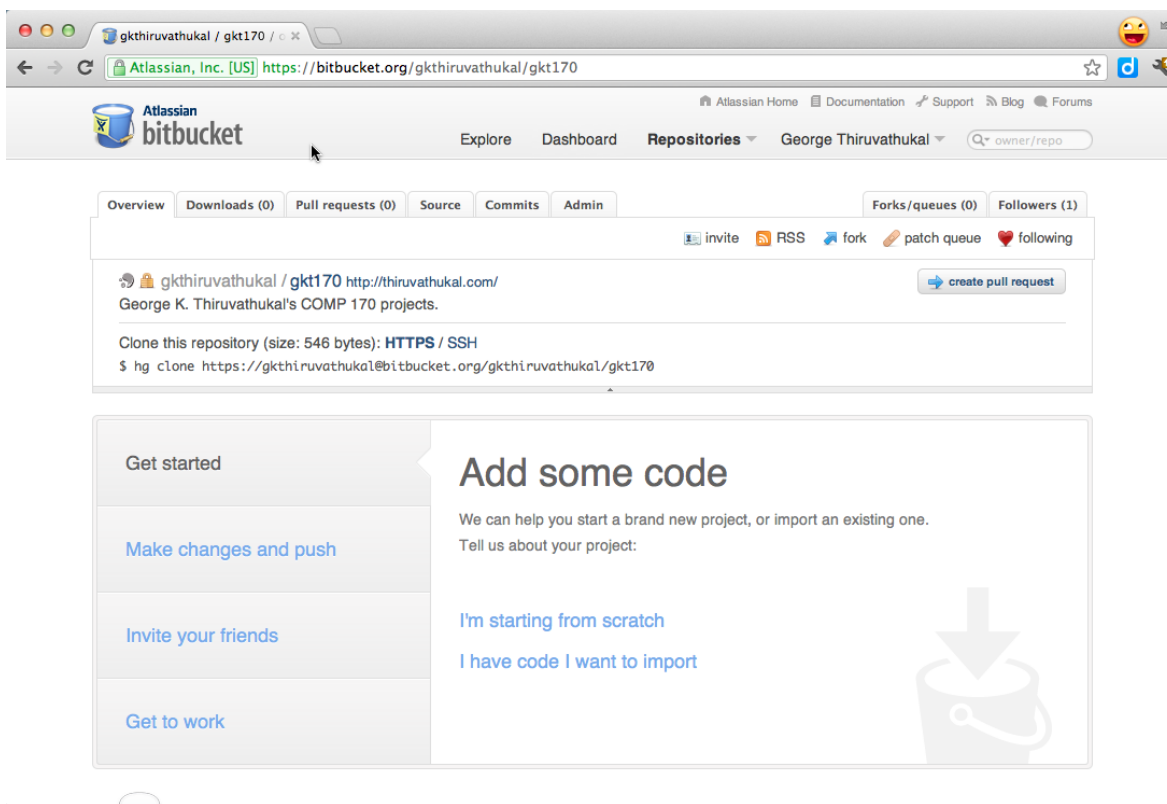 gkthiruvathukal / gkt170 /
Atlassian, Inc. [US] https://bitbucket.org/gkthiruvathukal/gkt170
Atlassian Home Documentation Support Blog Forums
Atlassian
bitbucket
Explore Dashboard Repositories George Thiruvathukal owner/repo
Overview Downloads (0) Pull requests (0) Source Commits Admin Forks/queues (0) Followers (1)
invite RSS fork patch queue following
gkthiruvathukal / gkt170 http://thiruvathukal.com/
create pull request
George K. Thiruvathukal's COMP 170 projects.
Clone this repository (size: 546 bytes): HTTPS / SSH
$ hg clone https://gkthiruvathukal@bitbucket.org/gkthiruvathukal/gkt170
Get started
Make changes and push
Invite your friends
Get to work
Add some code
We can help you start a brand new project, or import an existing one.
Tell us about your project:
I'm starting from scratch
I have code I want to import